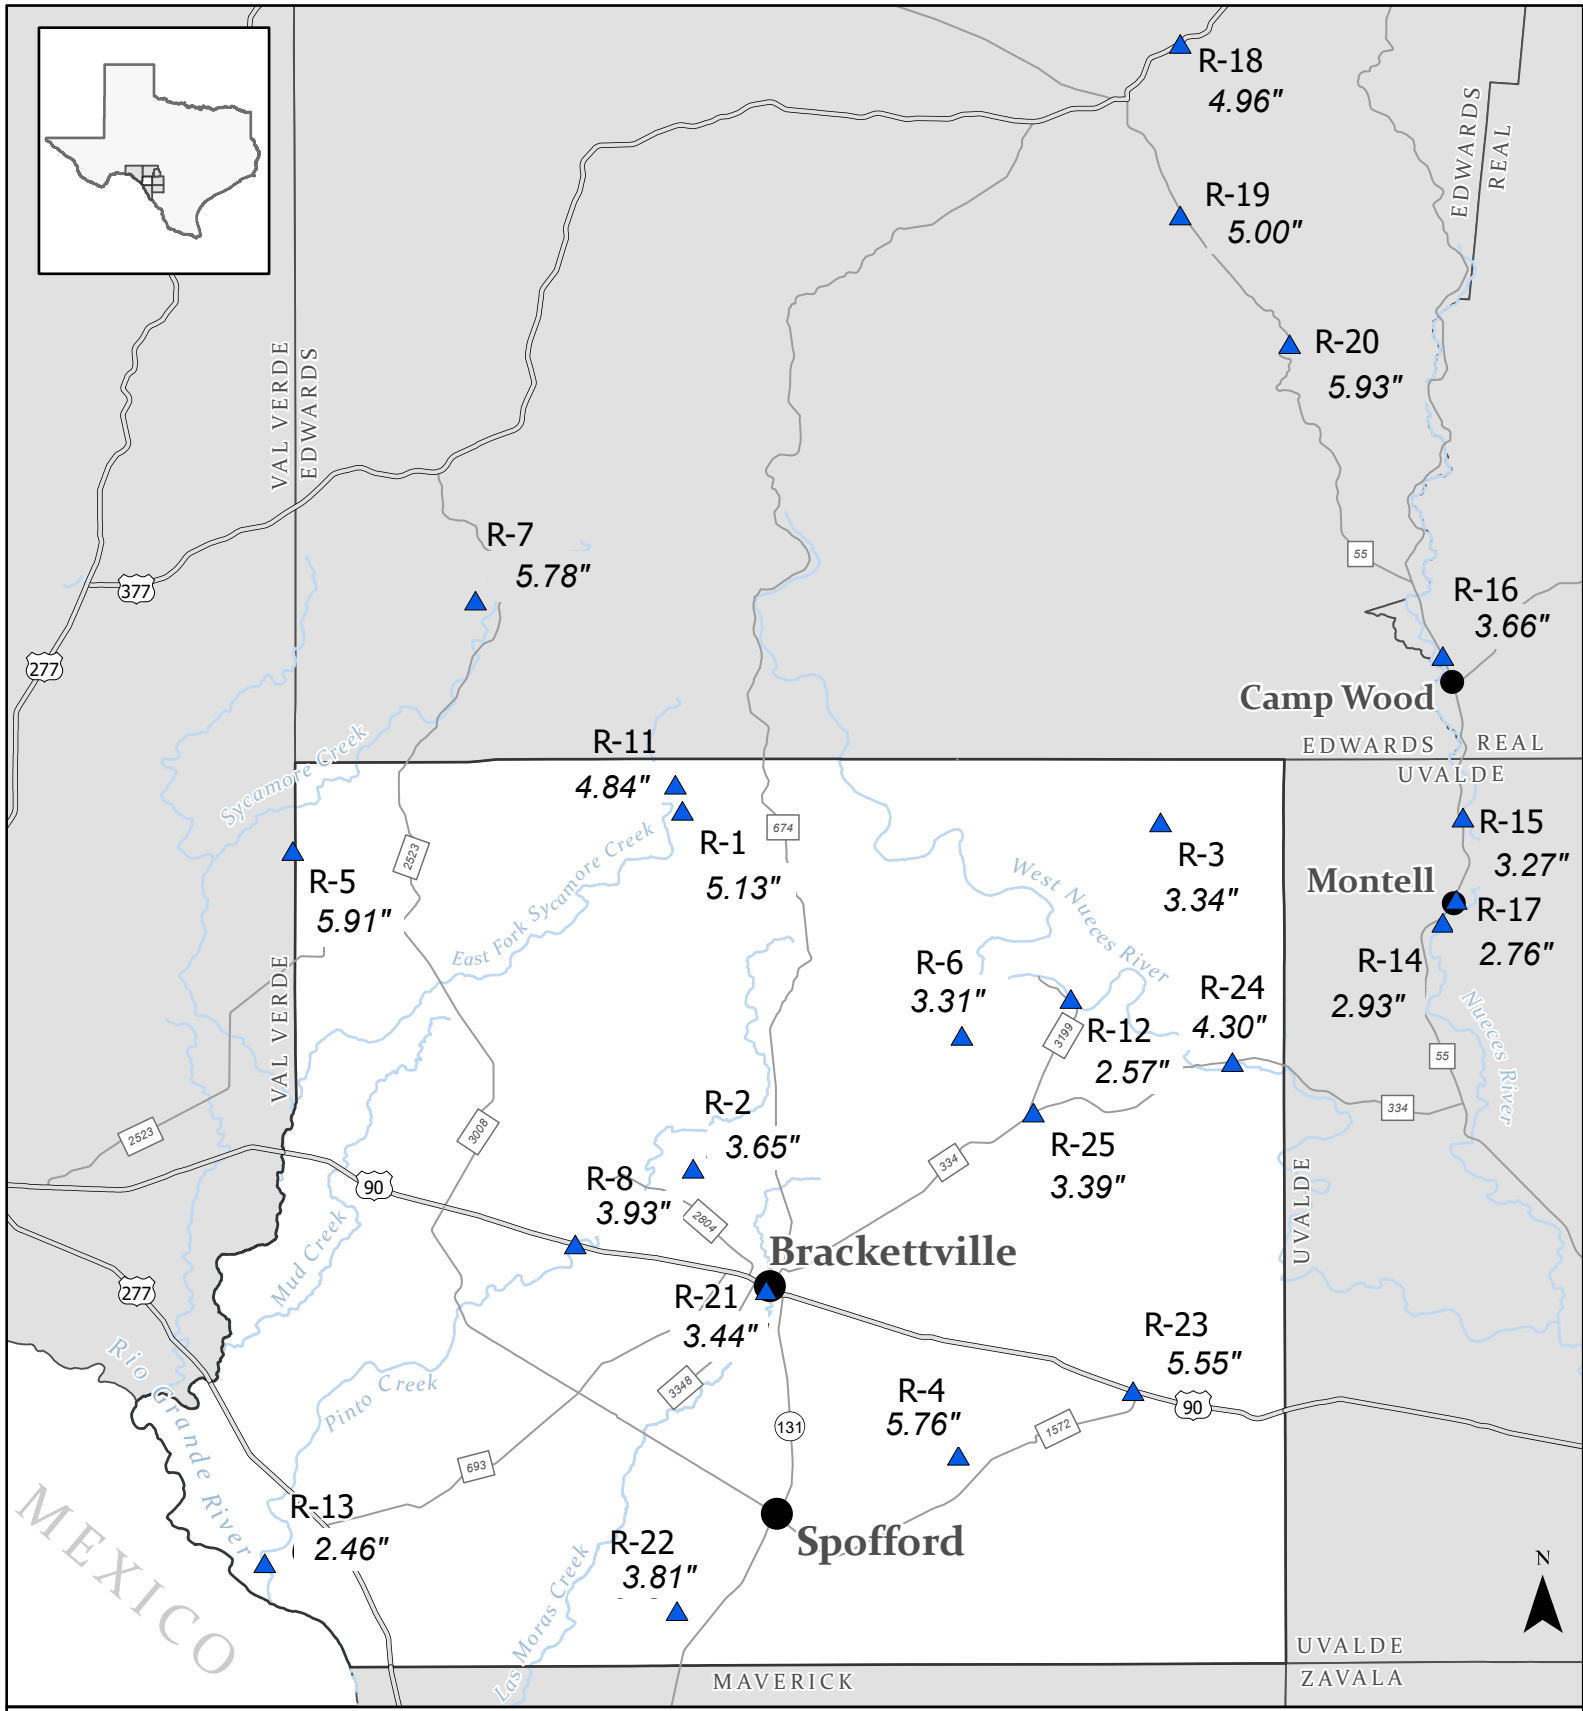 R-18
4.96"
EDWARDS
REAL
R-19
5.00"
R-20
5.93"
VAL VERDE
EDWARDS
R-7
5.78"
55
377
R-16
3.66"
277
Camp Wood
Sycamore Creek
R-11
4.84"
EDWARDS
REAL
UVALDE
674
2523
R-1
5.13"
R-3
3.34"
R-15
3.27"
R-5
5.91"
East Fork Sycamore Creek
West Nueces River
Montell
R-17
2.76"
R-6
3.31"
R-14
2.93"
R-24
4.30"
VAL VERDE
3199
R-12
2.57"
Nueces River
55
R-2
3.65"
2523
3008
334
R-25
3.39"
334
90
R-8
3.93"
2804
UVALDE
Mud Creek
Brackettville
277
R-21
3.44"
R-23
5.55"
Rio Grande River
Pinto Creek
3348
R-4
5.76"
90
131
1572
693
MEXICO
R-13
2.46"
Spofford
R-22
3.81"
Las Moras Creek
N
UVALDE
ZAVALA
MAVERICK